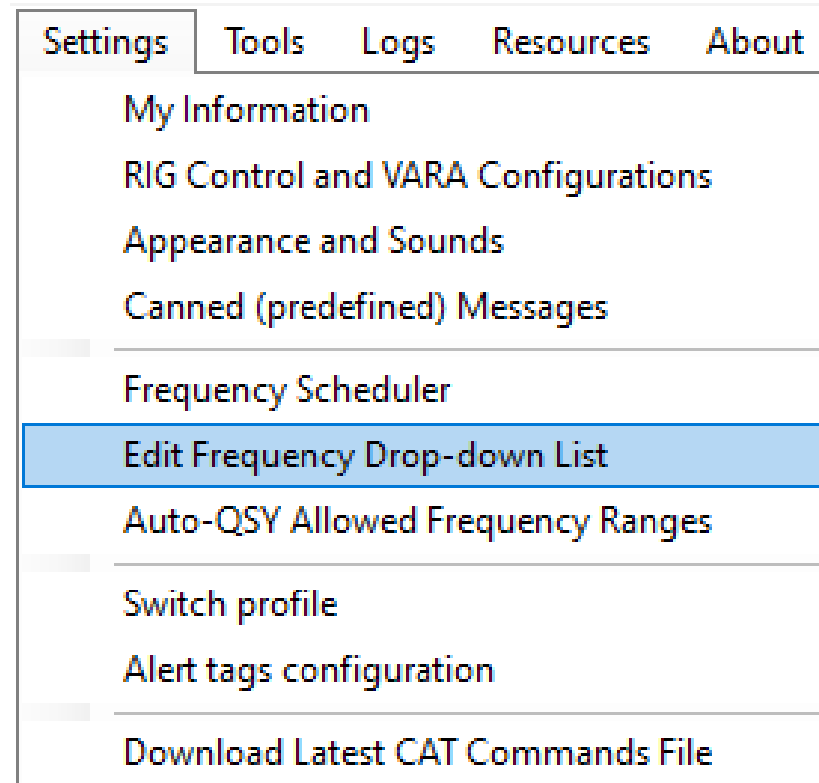 Settings Tools Logs Resources About
My Information
RIG Control and VARA Configurations
Appearance and Sounds
Canned (predefined) Messages
Frequency Scheduler
Edit Frequency Drop-down List
Auto-QSY Allowed Frequency Ranges
Switch profile
Alert tags configuration
Download Latest CAT Commands File